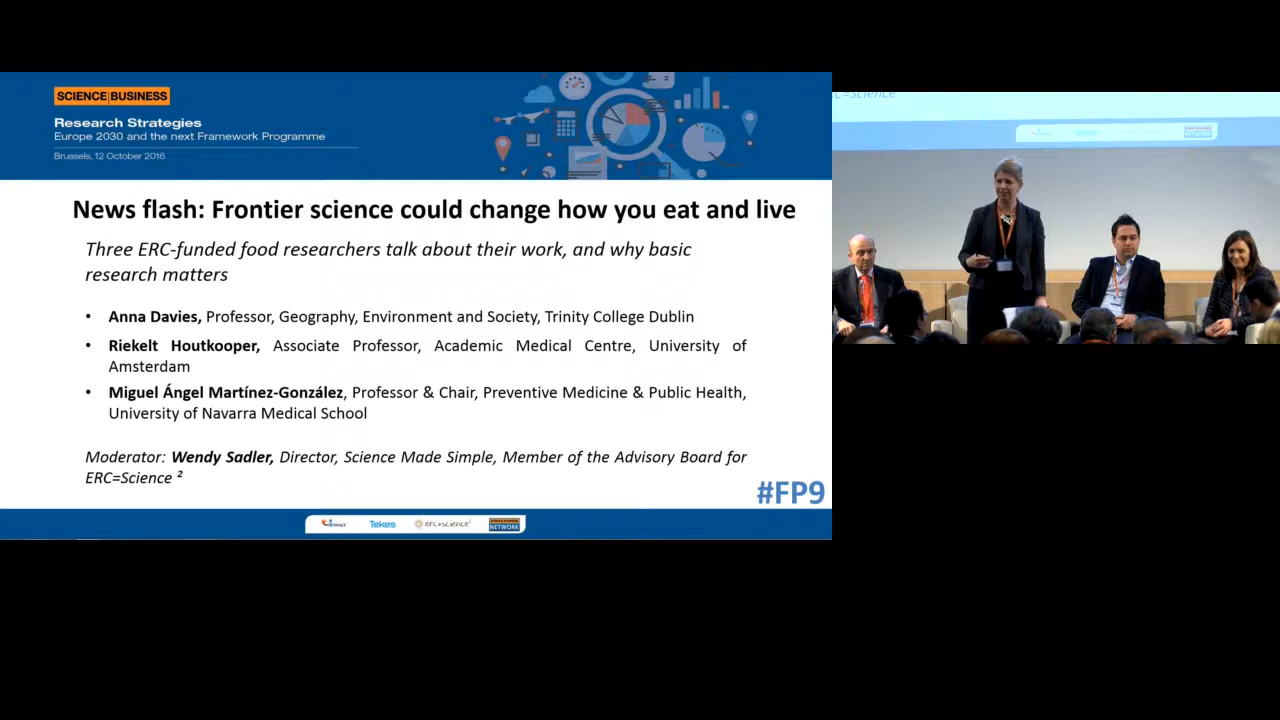 SCIENCE|BUSINESS
Research Strategies
Europe 2030 and the next Framework Programme
Brussels, 12 October 2016
News flash: Frontier science could change how you eat and live
Three ERC-funded food researchers talk about their work, and why basic
research matters
• Anna Davies, Professor, Geography, Environment and Society, Trinity College Dublin
• Riekelt Houtkooper, Associate Professor, Academic Medical Centre, University of
Amsterdam
• Miguel Ángel Martínez-González, Professor & Chair, Preventive Medicine & Public Health,
University of Navarra Medical School
Moderator: Wendy Sadler, Director, Science Made Simple, Member of the Advisory Board for
ERC=Science ²
#FP9
Tekes erc=science²
SCIENCE|BUSINESS
NETWORK
RC=Science